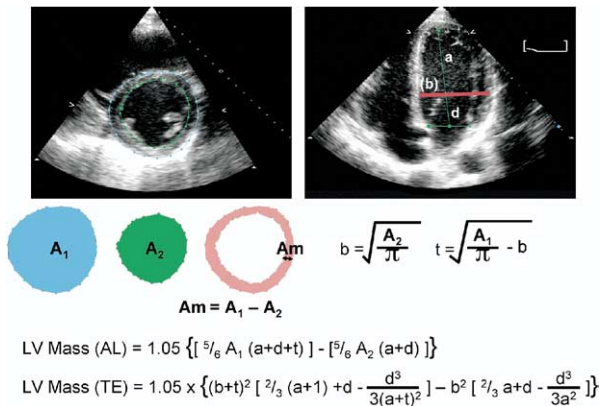 a
(b)
d
A₁ A₂ Am b = √(A₂/π) t = √(A₁/π) - b
Am = A₁ – A₂
LV Mass (AL) = 1.05 {[ ⁵/₆ A₁ (a+d+t) ] - [⁵/₆ A₂ (a+d) ]}
LV Mass (TE) = 1.05 x {(b+t)² [ ²/₃ (a+1) +d - d³/3(a+t)² ] – b² [ ²/₃ a+d - d³/3a² ]}